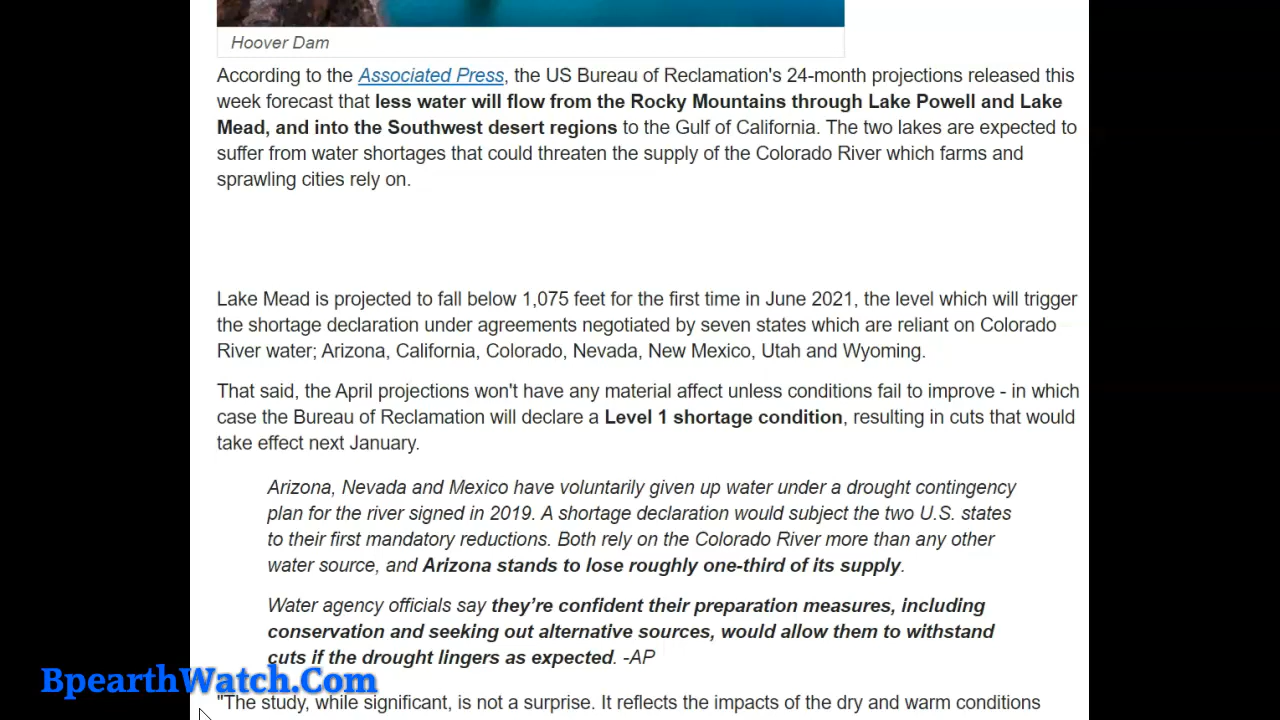 Hoover Dam
According to the Associated Press, the US Bureau of Reclamation's 24-month projections released this
week forecast that less water will flow from the Rocky Mountains through Lake Powell and Lake
Mead, and into the Southwest desert regions to the Gulf of California. The two lakes are expected to
suffer from water shortages that could threaten the supply of the Colorado River which farms and
sprawling cities rely on.
Lake Mead is projected to fall below 1,075 feet for the first time in June 2021, the level which will trigger
the shortage declaration under agreements negotiated by seven states which are reliant on Colorado
River water; Arizona, California, Colorado, Nevada, New Mexico, Utah and Wyoming.
That said, the April projections won't have any material affect unless conditions fail to improve - in which
case the Bureau of Reclamation will declare a Level 1 shortage condition, resulting in cuts that would
take effect next January.
Arizona, Nevada and Mexico have voluntarily given up water under a drought contingency
plan for the river signed in 2019. A shortage declaration would subject the two U.S. states
to their first mandatory reductions. Both rely on the Colorado River more than any other
water source, and Arizona stands to lose roughly one-third of its supply.
Water agency officials say they’re confident their preparation measures, including
conservation and seeking out alternative sources, would allow them to withstand
cuts if the drought lingers as expected. -AP
BpearthWatch.Com
"The study, while significant, is not a surprise. It reflects the impacts of the dry and warm conditions